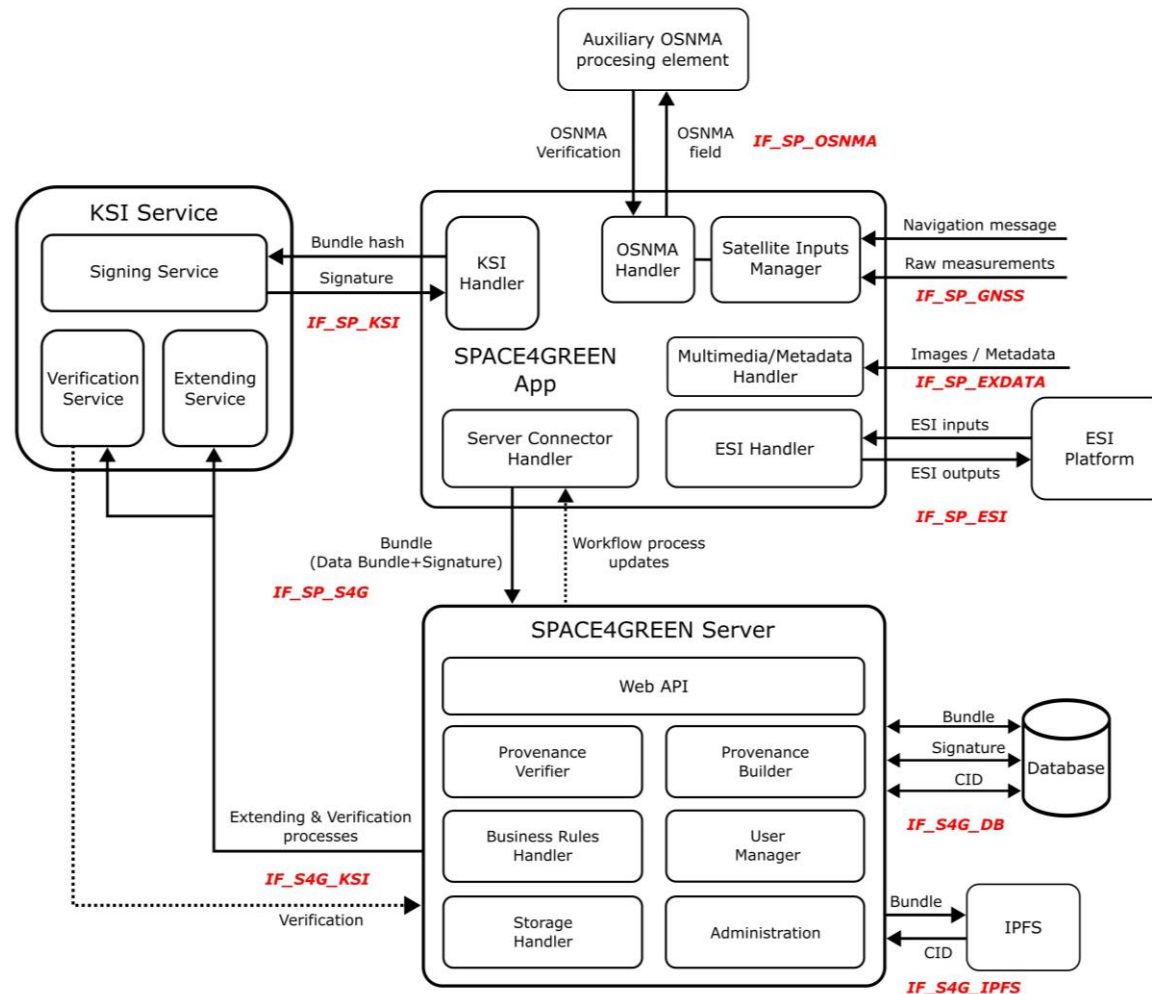 Auxiliary OSNMA
procesing element
OSNMA
Verification
OSNMA
field
IF_SP_OSNMA
KSI Service
Signing Service
Verification
Service
Extending
Service
Bundle hash
Signature
IF_SP_KSI
KSI
Handler
OSNMA
Handler
Satellite Inputs
Manager
Navigation message
Raw measurements
IF_SP_GNSS
SPACE4GREEN
App
Multimedia/Metadata
Handler
Images / Metadata
IF_SP_EXDATA
Server Connector
Handler
ESI Handler
ESI inputs
ESI outputs
ESI
Platform
IF_SP_ESI
Bundle
(Data Bundle+Signature)
Workflow process
updates
IF_SP_S4G
SPACE4GREEN Server
Web API
Provenance
Verifier
Provenance
Builder
Business Rules
Handler
User
Manager
Storage
Handler
Administration
Bundle
Signature
CID
Database
IF_S4G_DB
Extending & Verification
processes
IF_S4G_KSI
Verification
Bundle
CID
IPFS
IF_S4G_IPFS